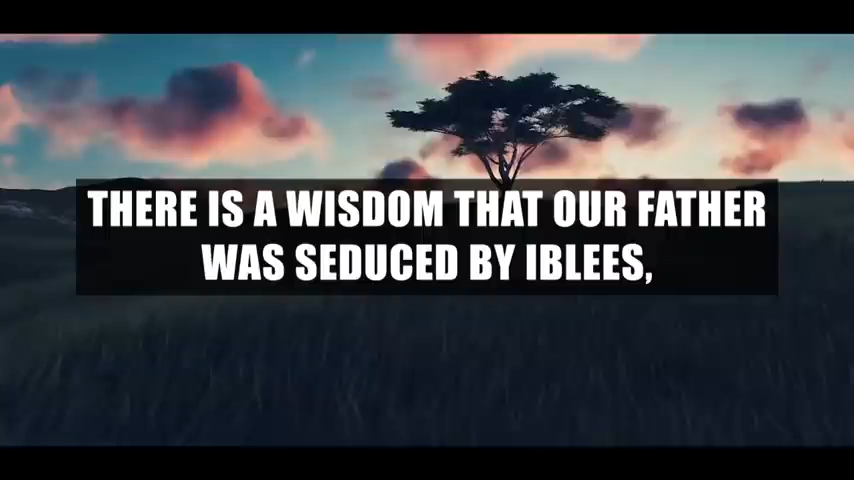 THERE IS A WISDOM THAT OUR FATHER
WAS SEDUCED BY IBLEES,